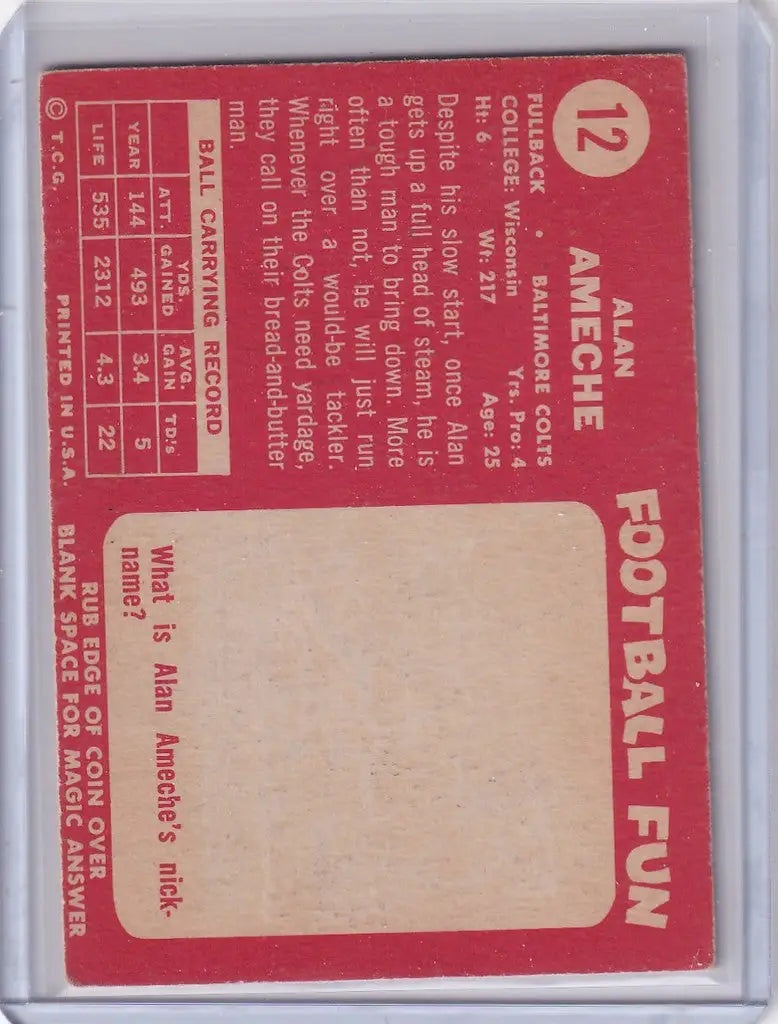 12
ALAN
AMECHE
FULLBACK • BALTIMORE COLTS
COLLEGE: Wisconsin Yrs. Pro: 4
Ht: 6 Wt: 217 Age: 25
Despite his slow start, once Alan
gets up a full head of steam, he is
a tough man to bring down. More
often than not, he will just run
right over a would-be tackler.
Whenever the Colts need yardage,
they call on their bread-and-butter
man.
BALL CARRYING RECORD
ATT. YDS. GAINED AVG. GAIN TD.'s
YEAR 144 493 3.4 5
LIFE 535 2312 4.3 22
© T.C.G. PRINTED IN U.S.A.
FOOTBALL FUN
What is Alan Ameche's nick-
name?
RUB EDGE OF COIN OVER
BLANK SPACE FOR MAGIC ANSWER